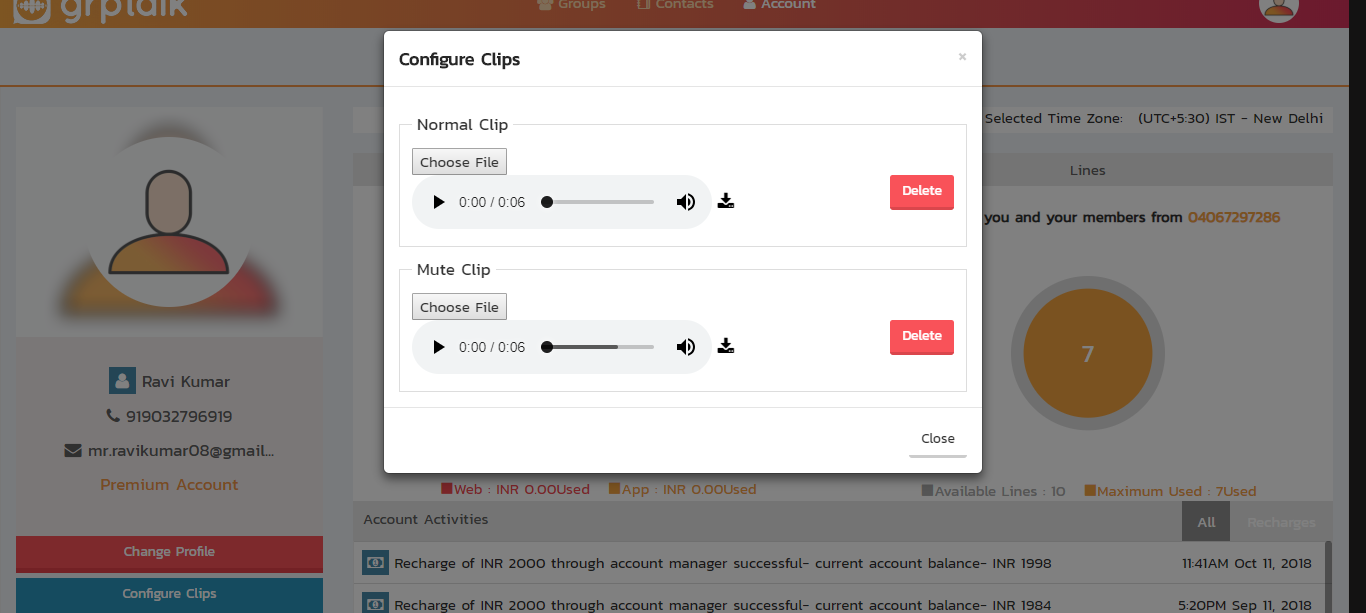 grptalk
Groups
Contacts
Account
Configure Clips
×
Normal Clip
Choose File
0:00 / 0:06
Delete
Mute Clip
Choose File
0:00 / 0:06
Delete
Close
Selected Time Zone: (UTC+5:30) IST - New Delhi
Lines
you and your members from 04067297286
7
Ravi Kumar
919032796919
mr.ravikumar08@gmail...
Premium Account
Change Profile
Configure Clips
Web : INR 0.00Used App : INR 0.00Used
Available Lines : 10 Maximum Used : 7Used
Account Activities
All
Recharges
Recharge of INR 2000 through account manager successful- current account balance- INR 1998 11:41AM Oct 11, 2018
Recharge of INR 2000 through account manager successful- current account balance- INR 1984 5:20PM Sep 11, 2018